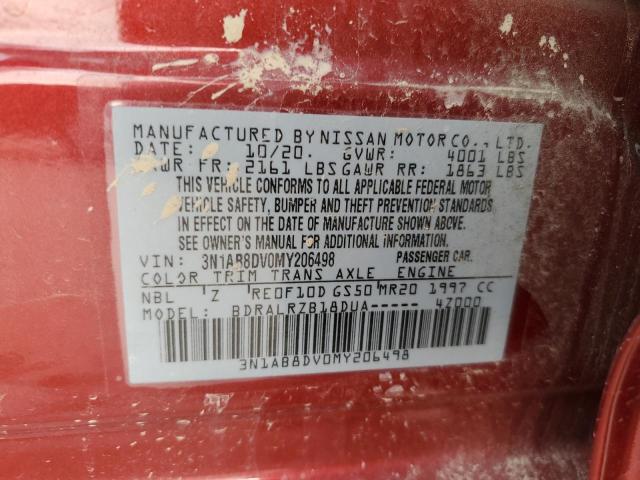 MANUFACTURED BY NISSAN MOTOR CO., LTD.
DATE: 10/20. GVWR: 4001 LBS
GAWR FR: 2161 LBS GAWR RR: 1863 LBS
THIS VEHICLE CONFORMS TO ALL APPLICABLE FEDERAL MOTOR
VEHICLE SAFETY, BUMPER AND THEFT PREVENTION STANDARDS
IN EFFECT ON THE DATE OF MANUFACTURE SHOWN ABOVE.
SEE OWNER'S MANUAL FOR ADDITIONAL INFORMATION.
VIN: 3N1AB8DV0MY206498 PASSENGER CAR.
COLOR TRIM TRANS AXLE ENGINE
NBL Z RE0F10D GS50 MR20 1997 CC
BDRALRZB18DUA----- 4Z000
3N1AB8DV0MY206498